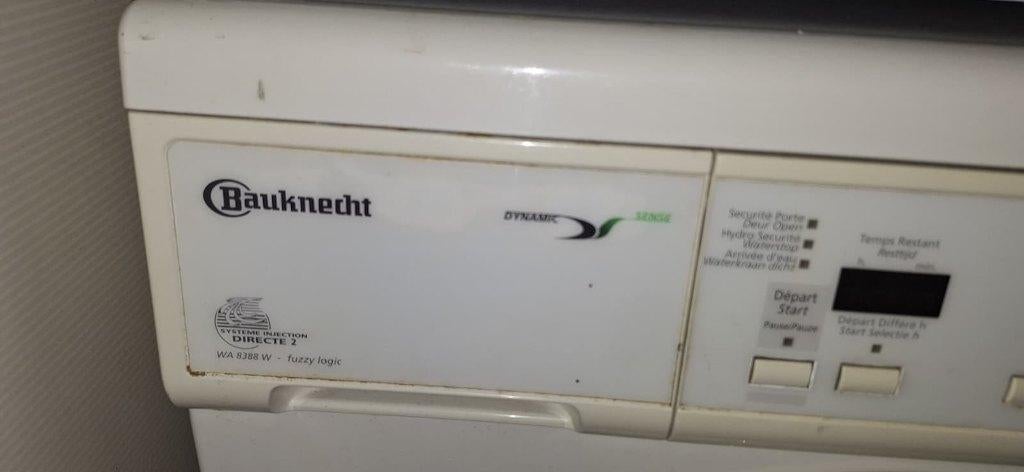 Bauknecht
DYNAMIC SENSE
SYSTEME INJECTION
DIRECTE 2
WA 8388 W - fuzzy logic
Securité Porte
Deur Open
Hydro Securité
Waterstop
Arrivée d'eau
Waterkraan dicht
Temps Restant
Resttijd
h. min.
Départ
Start
Pause/Pauze
Départ Différé h
Start Selectie h